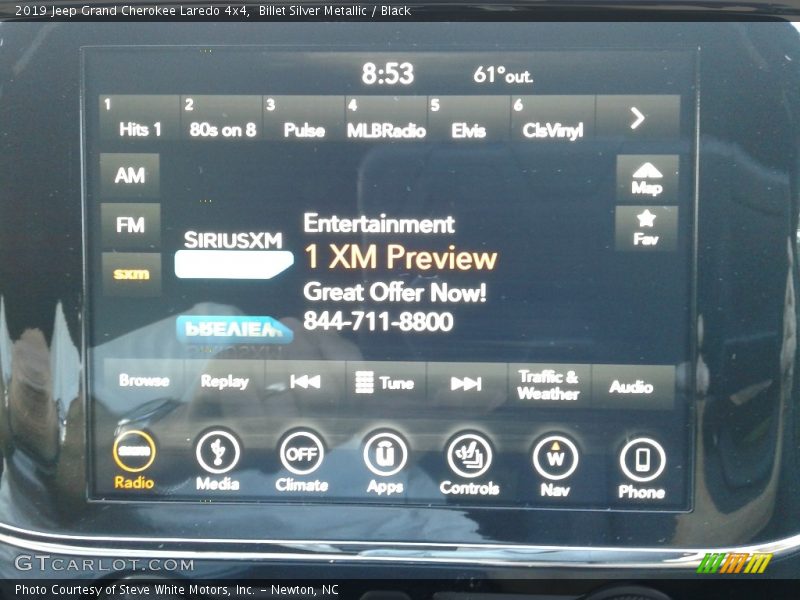 2019 Jeep Grand Cherokee Laredo 4x4,  Billet Silver Metallic / Black
8:53 61°out.
1 Hits 1 2 80s on 8 3 Pulse 4 MLBRadio 5 Elvis 6 ClsVinyl
AM
Map
FM
Fav
sxm
SIRIUSXM
Entertainment
1 XM Preview
Great Offer Now!
844-711-8800
PREVIEW
SIRIUSXM
Browse Replay Tune Traffic & Weather Audio
sxm OFF W
Radio Media Climate Apps Controls Nav Phone
GTCARLOT.COM
Photo Courtesy of Steve White Motors, Inc. – Newton, NC